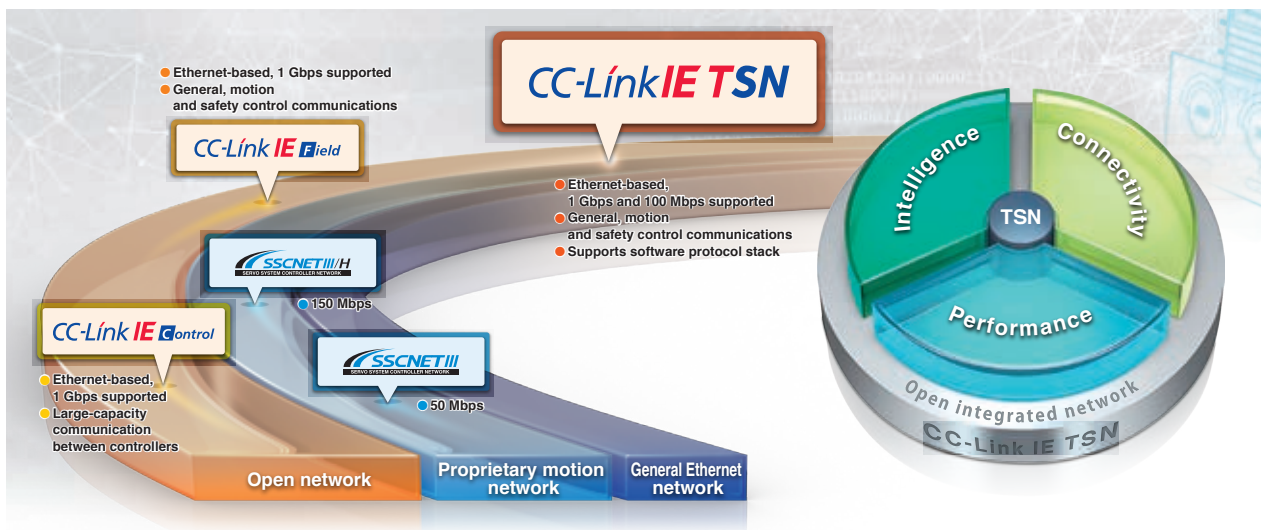 Ethernet-based, 1 Gbps supported
General, motion
and safety control communications
CC-Link IE Field
CC-Link IE TSN
Ethernet-based,
1 Gbps and 100 Mbps supported
General, motion
and safety control communications
Supports software protocol stack
SSCNETIII/H
SERVO SYSTEM CONTROLLER NETWORK
150 Mbps
CC-Link IE Control
Ethernet-based,
1 Gbps supported
Large-capacity
communication
between controllers
SSCNETIII
SERVO SYSTEM CONTROLLER NETWORK
50 Mbps
Open network
Proprietary motion
network
General Ethernet
network
Intelligence
Connectivity
TSN
Performance
Open integrated network
CC-Link IE TSN